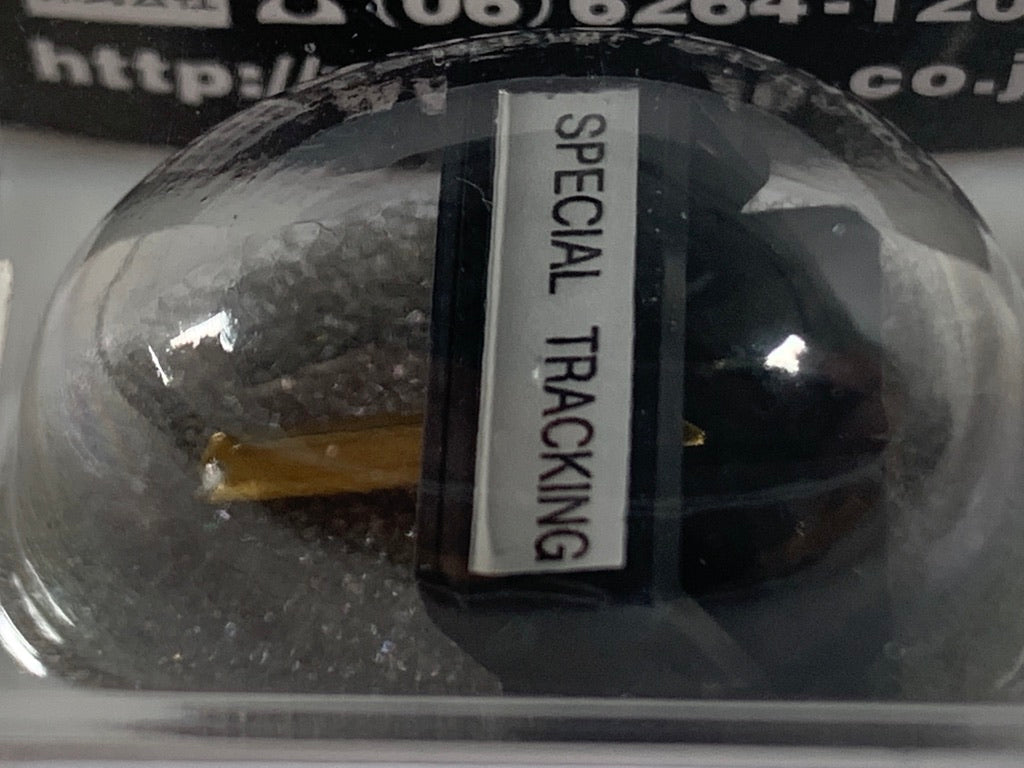 (06) 6264-120
http:// .co.j
SPECIAL TRACKING